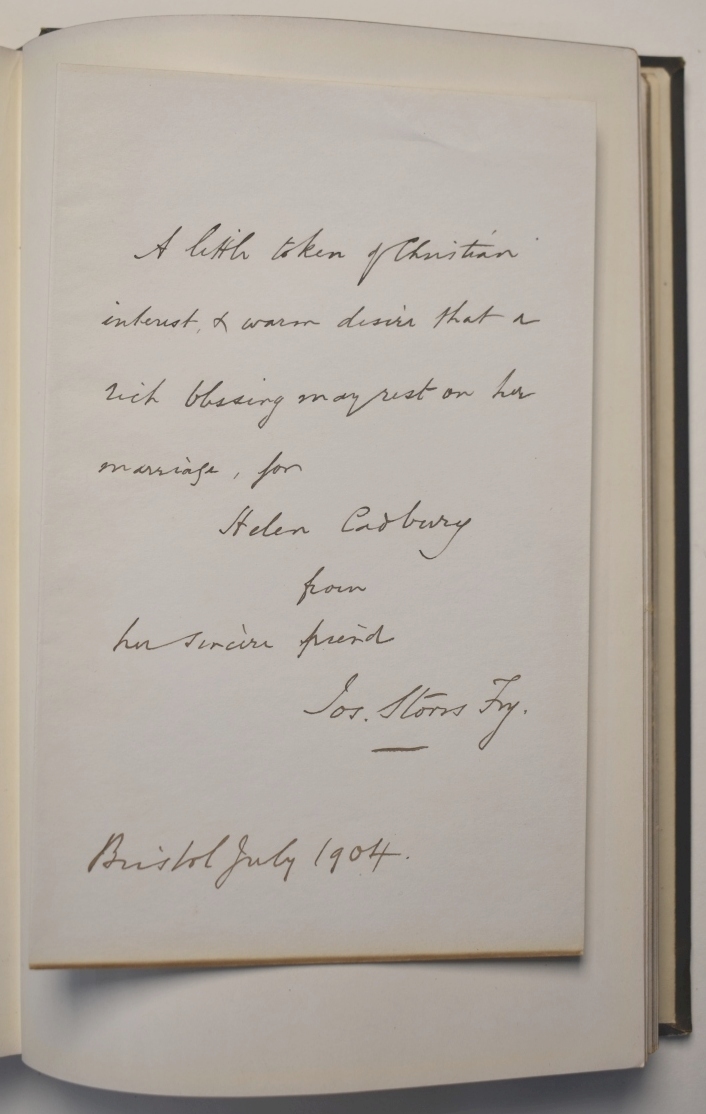 A little token of Christian
interest, & warm desire that a
rich blessing may rest on her
marriage, for
Helen Cadbury
from
her sincere friend
Jos. Storrs Fry.
Bristol July 1904.